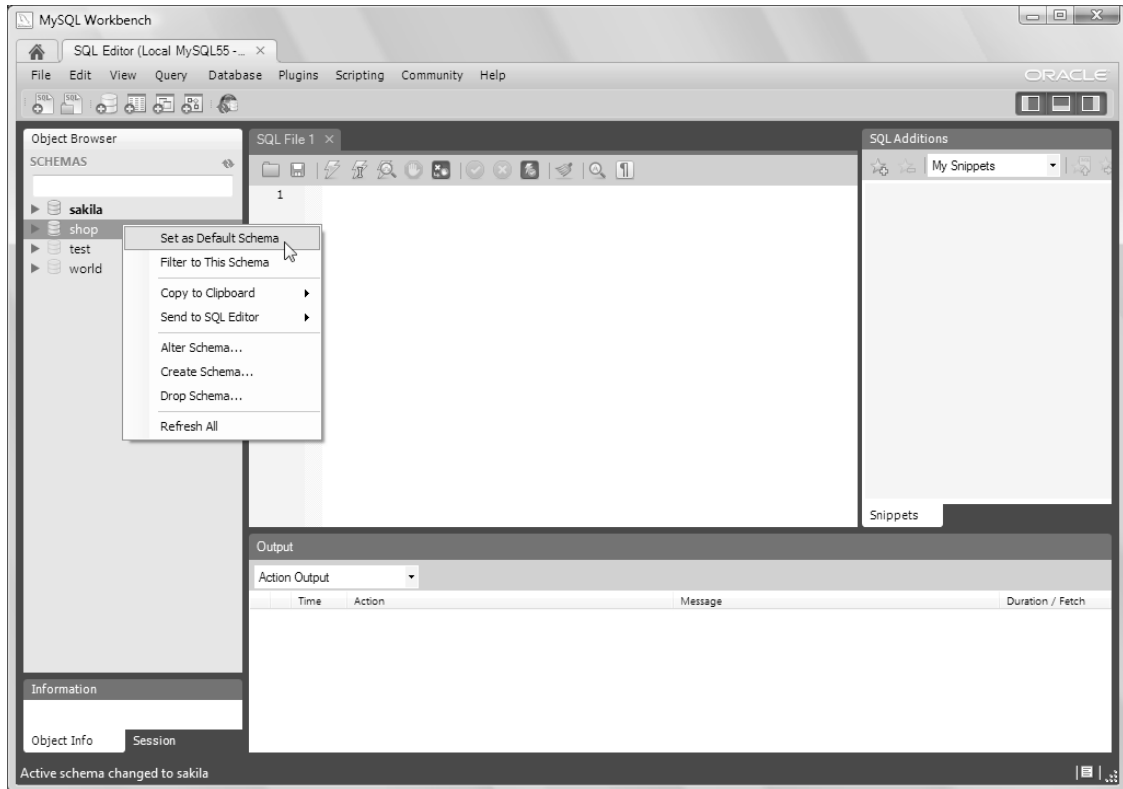 MySQL Workbench
SQL Editor (Local MySQL55 -...
File Edit View Query Database Plugins Scripting Community Help
ORACLE
SQL SQL
Object Browser
SCHEMAS
sakila
shop
test
world
Set as Default Schema
Filter to This Schema
Copy to Clipboard
Send to SQL Editor
Alter Schema...
Create Schema...
Drop Schema...
Refresh All
SQL File 1
1
SQL Additions
My Snippets
Snippets
Output
Action Output
Time Action Message Duration / Fetch
Information
Object Info Session
Active schema changed to sakila